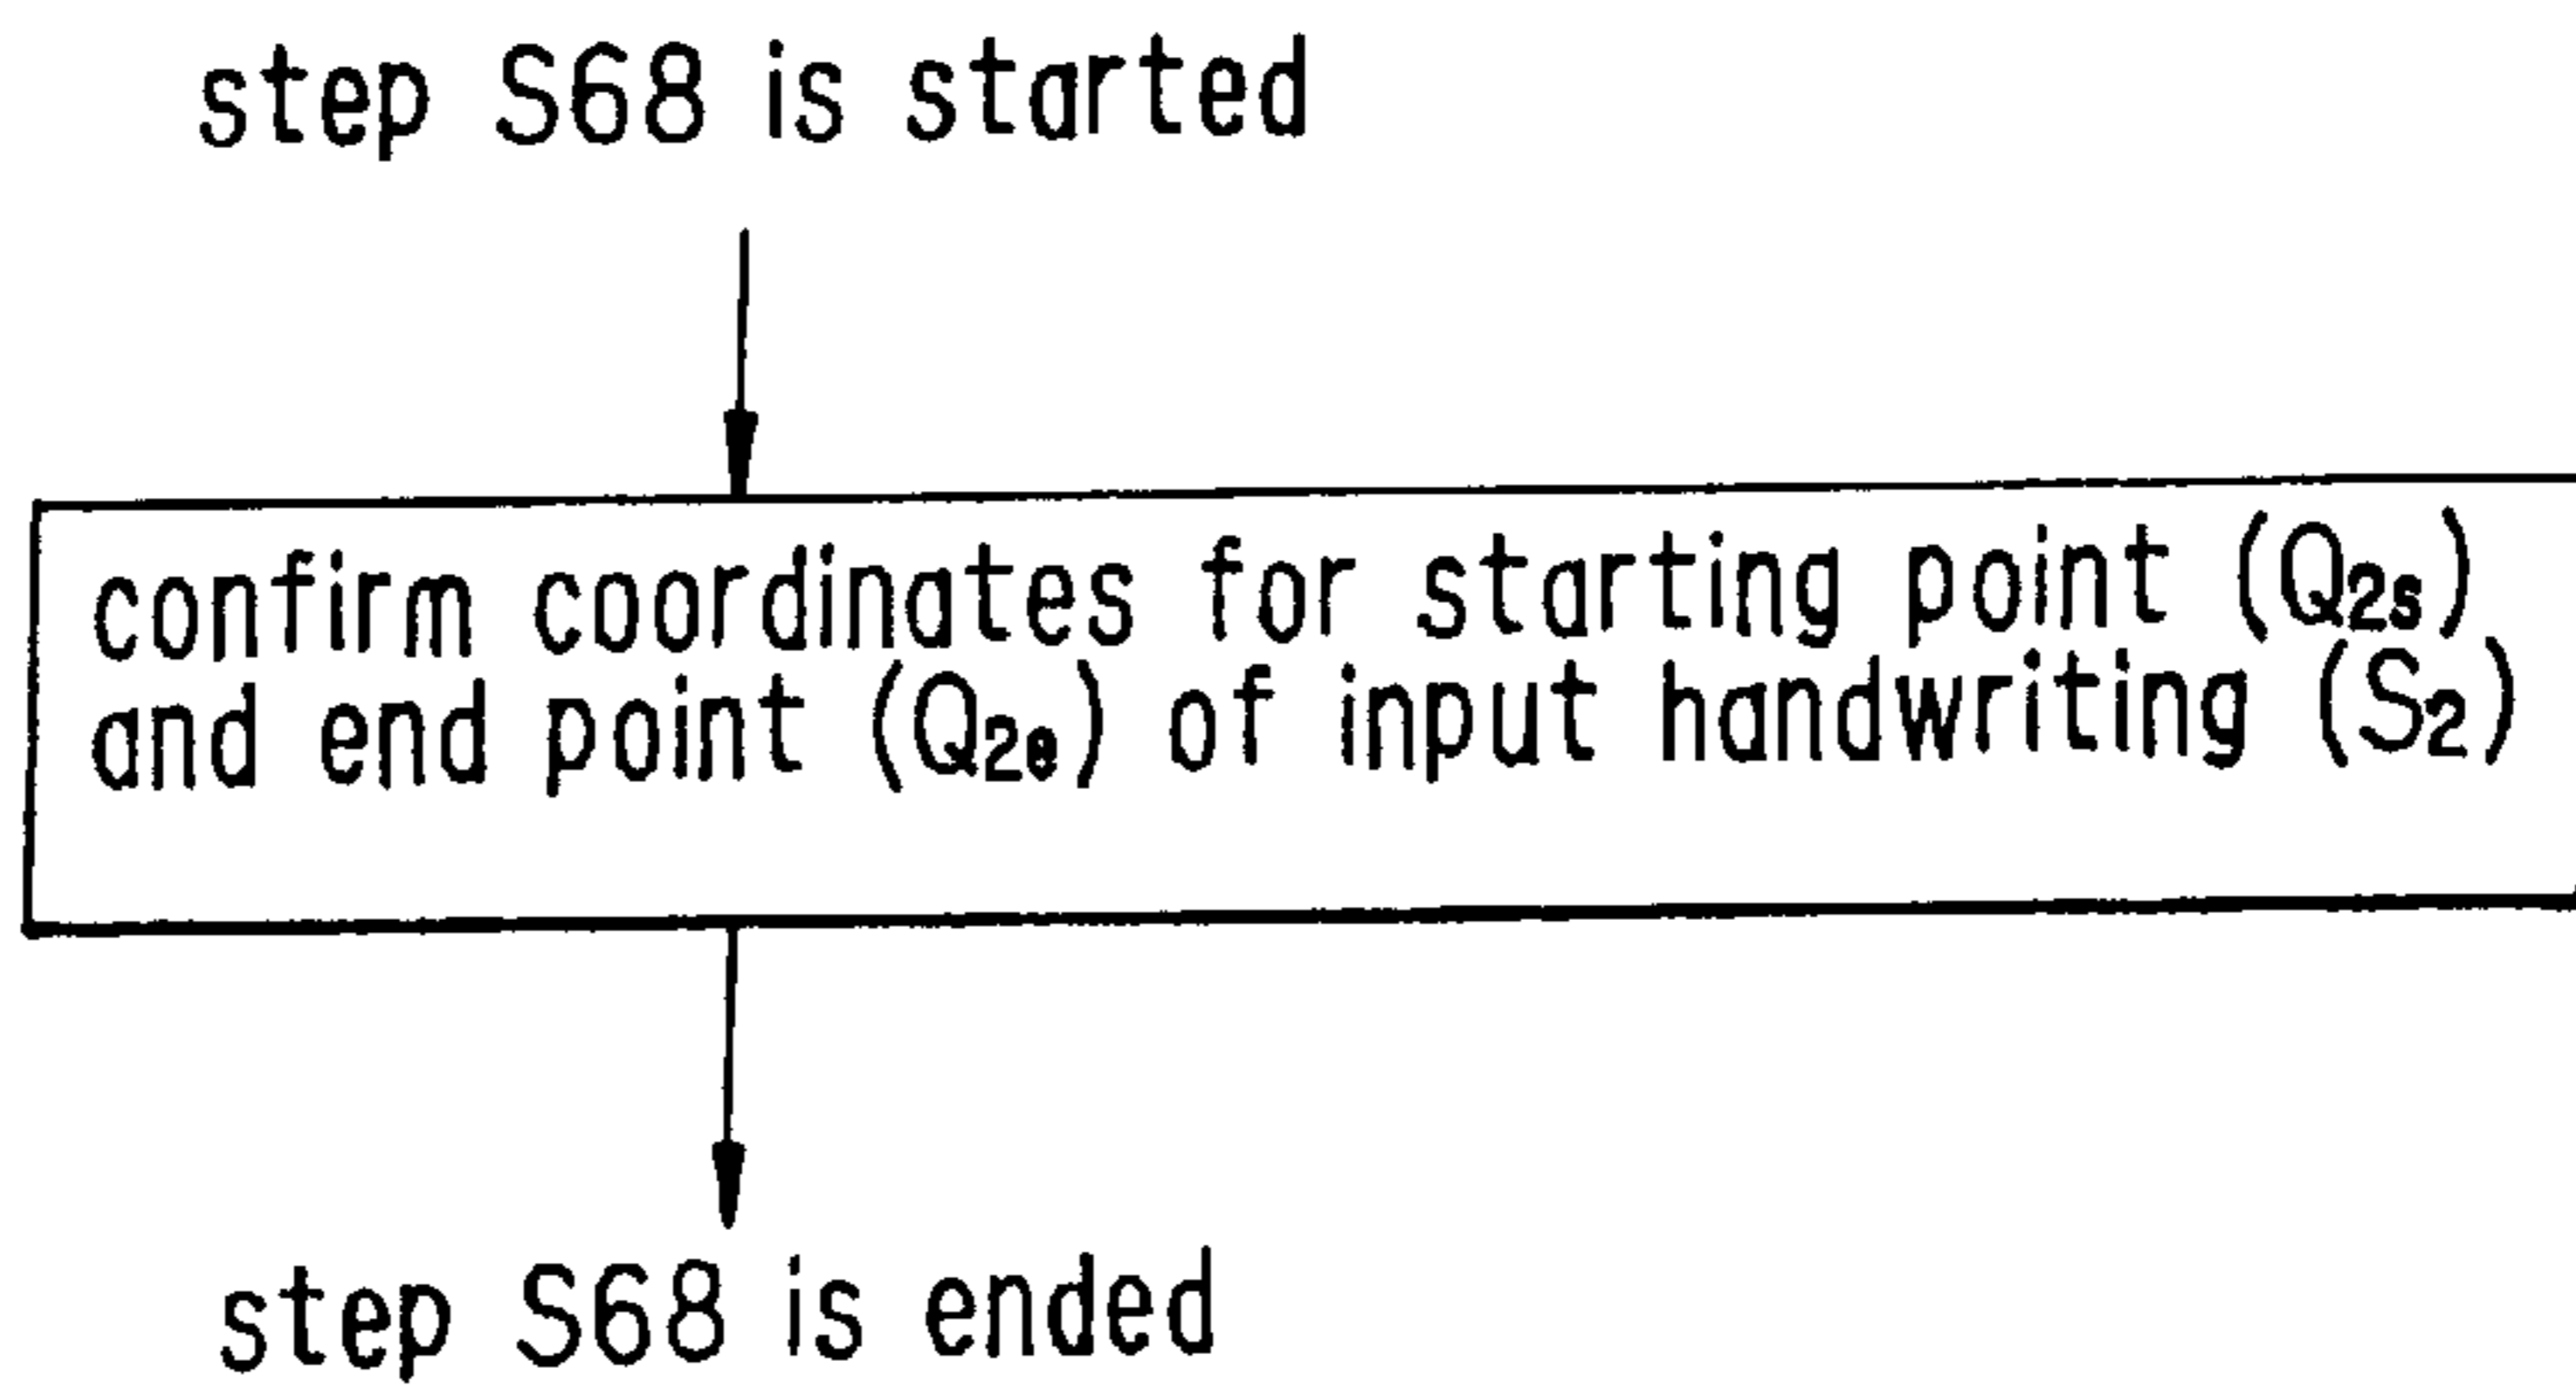 step S68 is started
confirm coordinates for starting point (Q₂ₛ)
and end point (Q₂ₑ) of input handwriting (S₂)
step S68 is ended